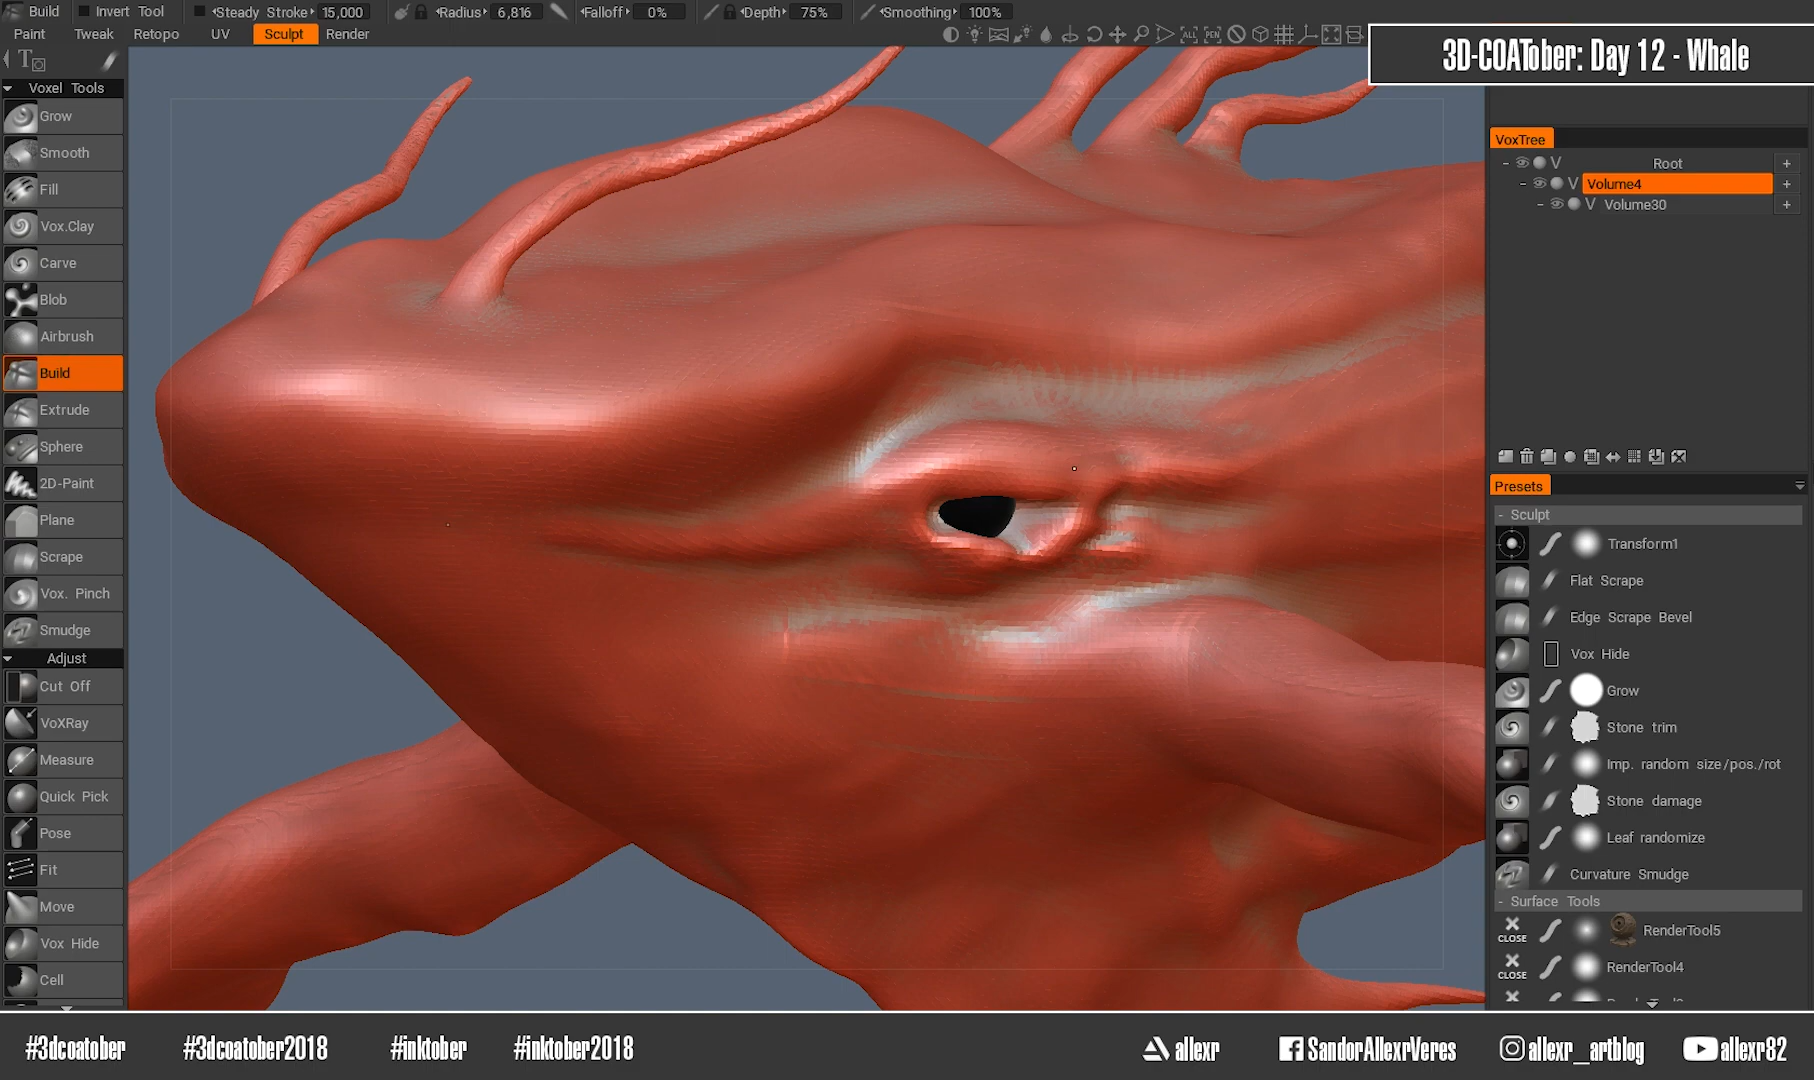 Build Invert Tool Steady Stroke 15,000 Radius 6,816 Falloff 0% Depth 75% Smoothing 100%
Paint Tweak Retopo UV Sculpt Render
ALL PEN
3D-COATober: Day 12 - Whale
Voxel Tools
Grow
Smooth
Fill
Vox.Clay
Carve
Blob
Airbrush
Build
Extrude
Sphere
2D-Paint
Plane
Scrape
Vox. Pinch
Smudge
Adjust
Cut Off
VoXRay
Measure
Quick Pick
Pose
Fit
Move
Vox Hide
Cell
VoxTree
- V Root +
- V Volume4 +
- V Volume30 +
Presets
- Sculpt
Transform1
Flat Scrape
Edge Scrape Bevel
Vox Hide
Grow
Stone trim
Imp. random size/pos./rot
Stone damage
Leaf randomize
Curvature Smudge
- Surface Tools
CLOSE RenderTool5
CLOSE RenderTool4
#3dcoatober #3dcoatober2018 #inktober #inktober2018 allexr SandorAllexrVeres allexr_artblog allexr82